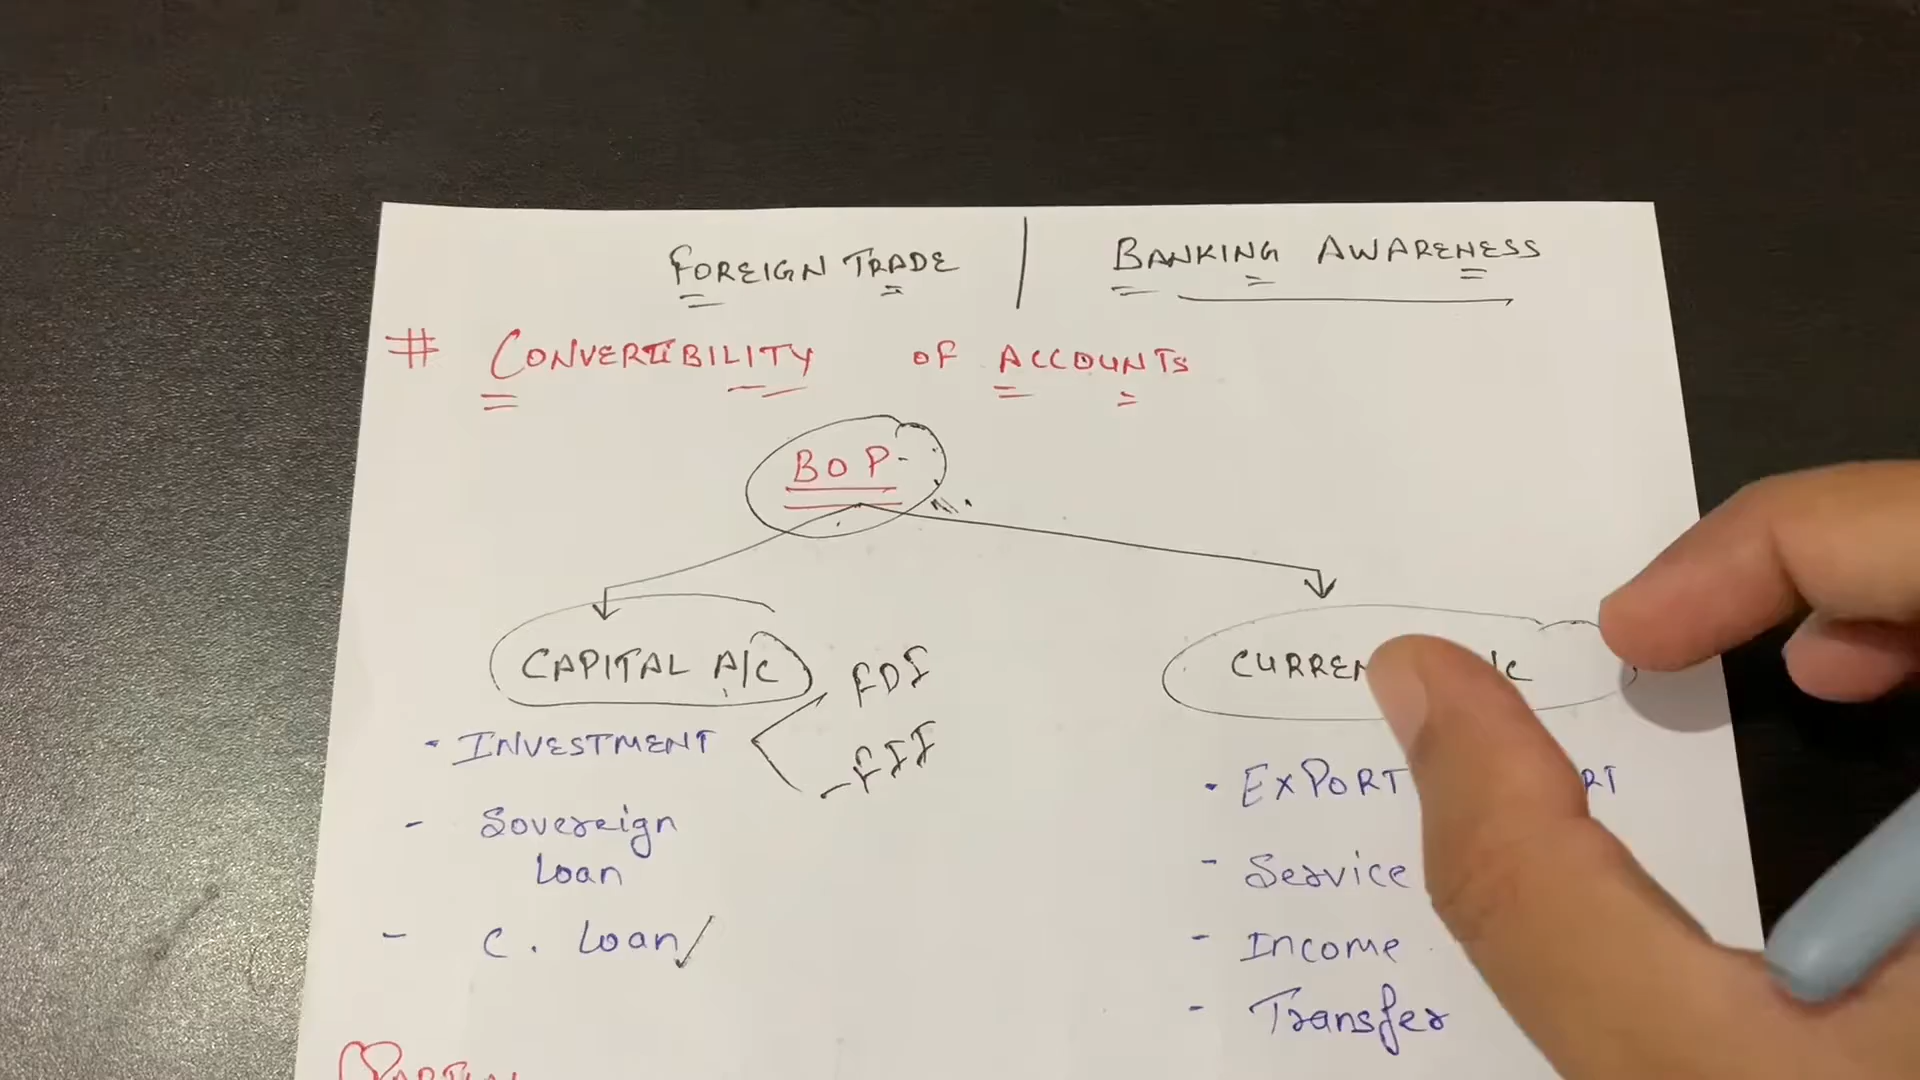 FOREIGN TRADE | BANKING AWARENESS
# CONVERTIBILITY OF ACCOUNTS
BOP
CAPITAL A/C
FDI
- FII
• INVESTMENT
- Sovereign
Loan
- C. Loan
• EXPORT
- Service
- Income
- Transfer